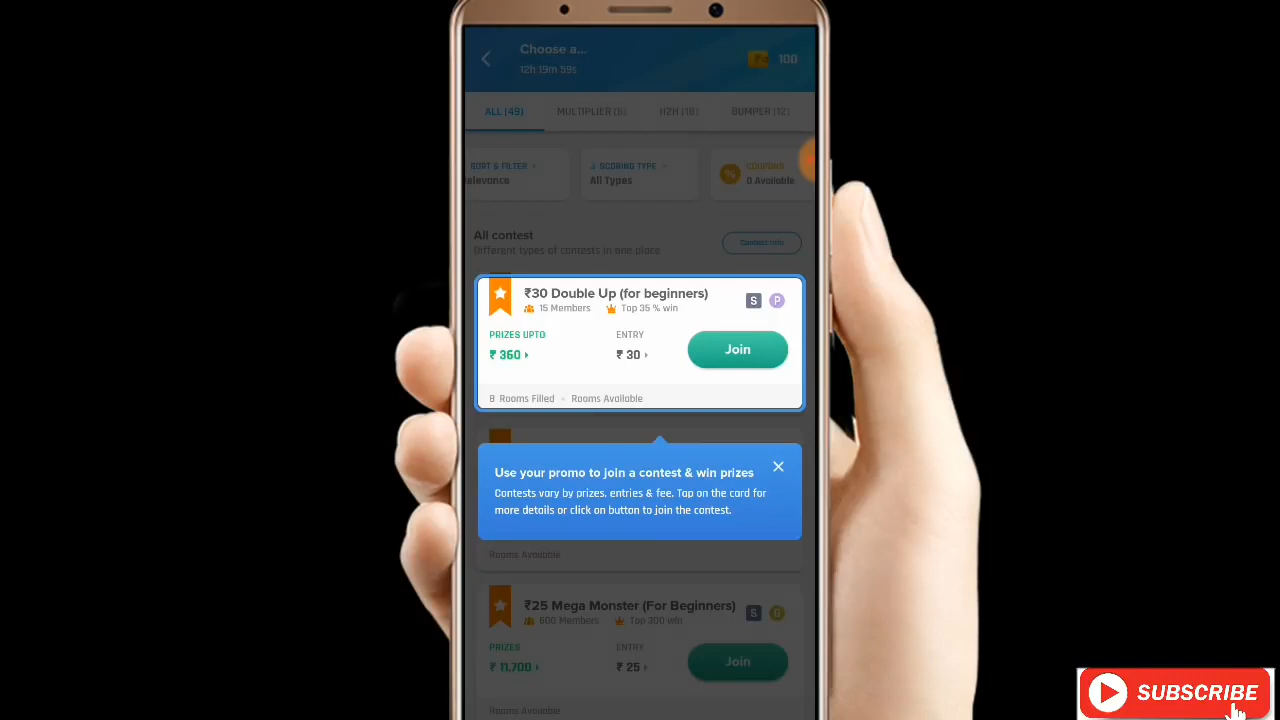 Choose a...
12h 19m 59s
100
ALL (49) MULTIPLIER (5) H2H (18) BUMPER (12)
SORT & FILTER
elevance
SCORING TYPE
All Types
COUPONS
0 Available
All contest
Different types of contests in one place
Contest Info
₹30 Double Up (for beginners) S P
15 Members Top 35 % win
PRIZES UPTO ENTRY
₹ 360 ₹ 30 Join
8 Rooms Filled Rooms Available
Use your promo to join a contest & win prizes
Contests vary by prizes, entries & fee. Tap on the card for
more details or click on button to join the contest.
Rooms Available
₹25 Mega Monster (For Beginners) S G
600 Members Top 300 win
PRIZES ENTRY
₹ 11,700 ₹ 25 Join
Rooms Available
SUBSCRIBE